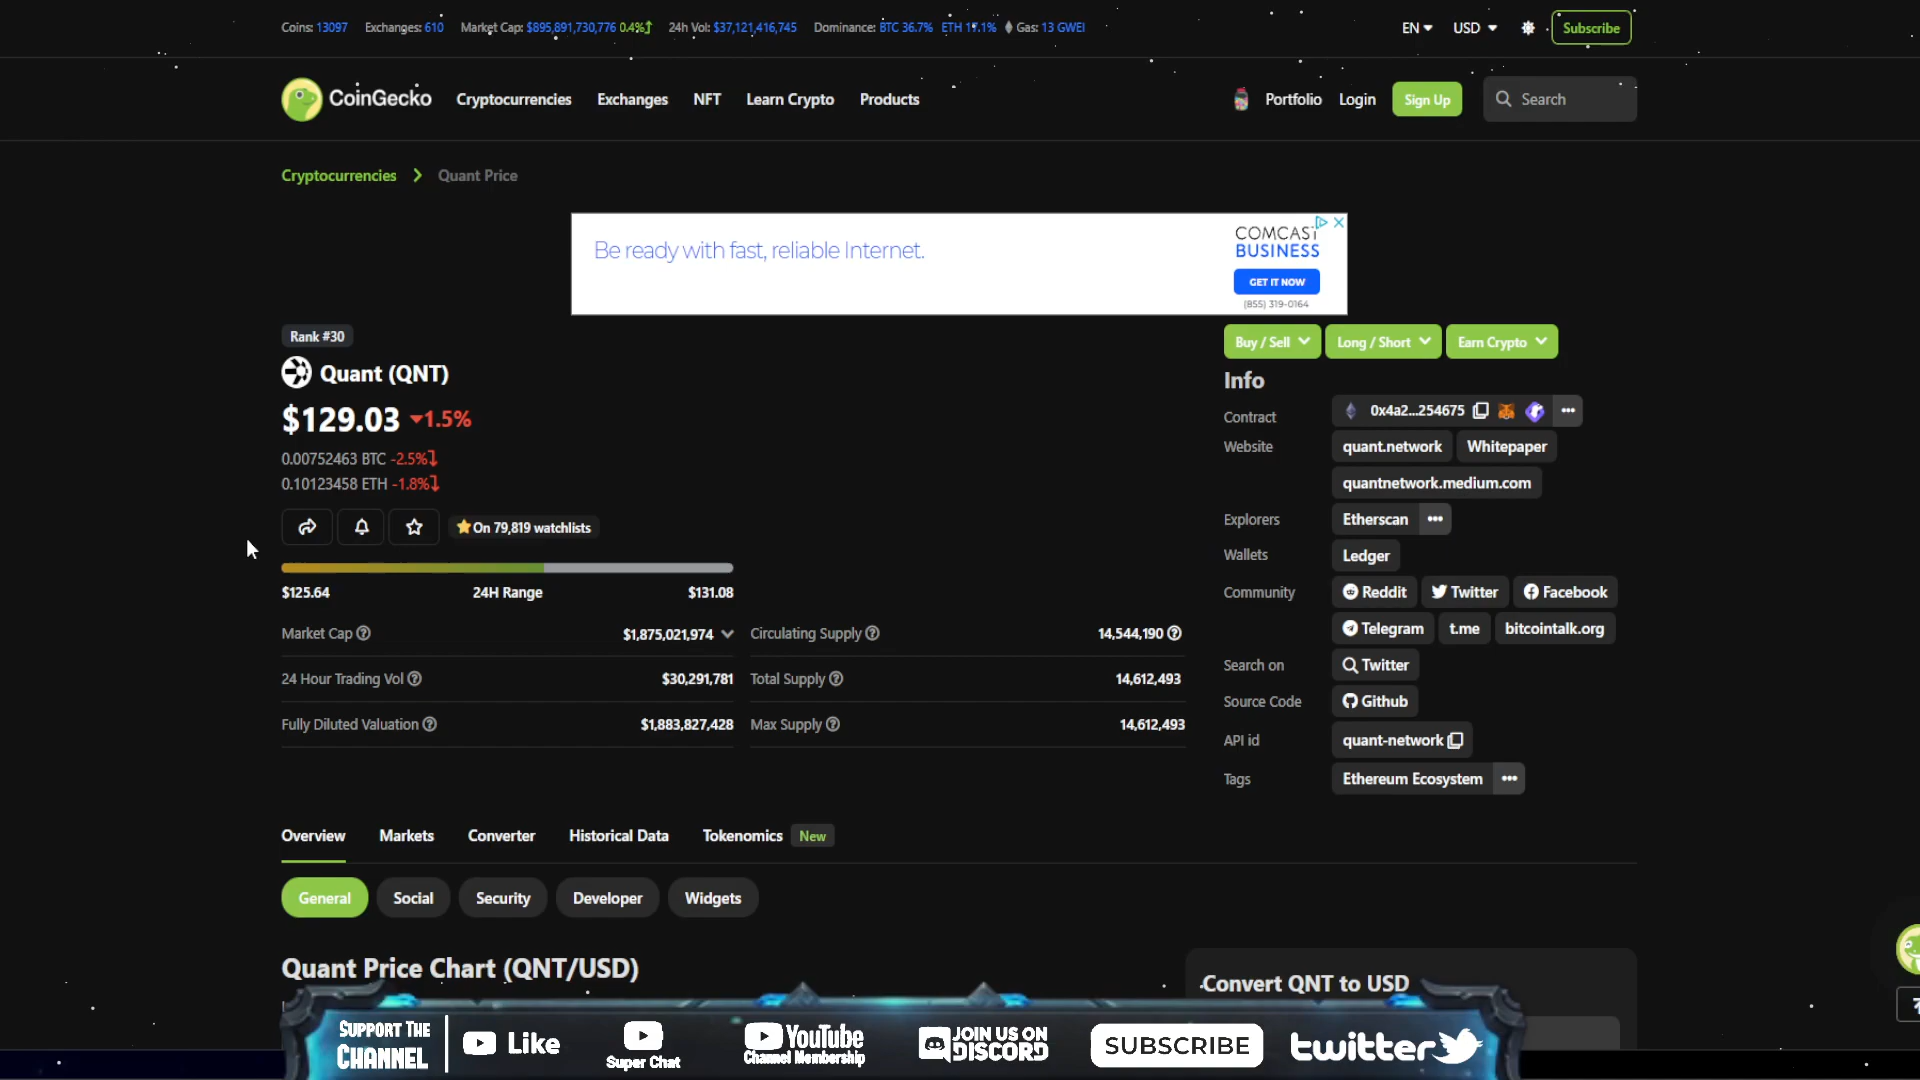 Coins: 13097 Exchanges: 610 Market Cap: $895,891,730,776 0.4% 24h Vol: $37,121,416,745 Dominance: BTC 36.7% ETH 17.1% Gas: 13 GWEI EN USD Subscribe
CoinGecko Cryptocurrencies Exchanges NFT Learn Crypto Products Portfolio Login Sign Up Search
Cryptocurrencies Quant Price
Be ready with fast, reliable Internet.
COMCAST
BUSINESS
GET IT NOW
(855) 319-0164
Rank #30
Quant (QNT)
$129.03 1.5%
0.00752463 BTC -2.5%
0.10123458 ETH -1.8%
On 79,819 watchlists
$125.64 24H Range $131.08
Market Cap $1,875,021,974
Circulating Supply 14,544,190
24 Hour Trading Vol $30,291,781
Total Supply 14,612,493
Fully Diluted Valuation $1,883,827,428
Max Supply 14,612,493
Buy / Sell Long / Short Earn Crypto
Info
Contract 0x4a2...254675
Website quant.network Whitepaper
quantnetwork.medium.com
Explorers Etherscan
Wallets Ledger
Community Reddit Twitter Facebook
Telegram t.me bitcointalk.org
Search on Twitter
Source Code Github
API id quant-network
Tags Ethereum Ecosystem
Overview Markets Converter Historical Data Tokenomics New
General Social Security Developer Widgets
Quant Price Chart (QNT/USD)
Convert QNT to USD
SUPPORT THE
CHANNEL
Like
Super Chat
YouTube
Channel Membership
JOIN US ON
DISCORD
SUBSCRIBE
twitter